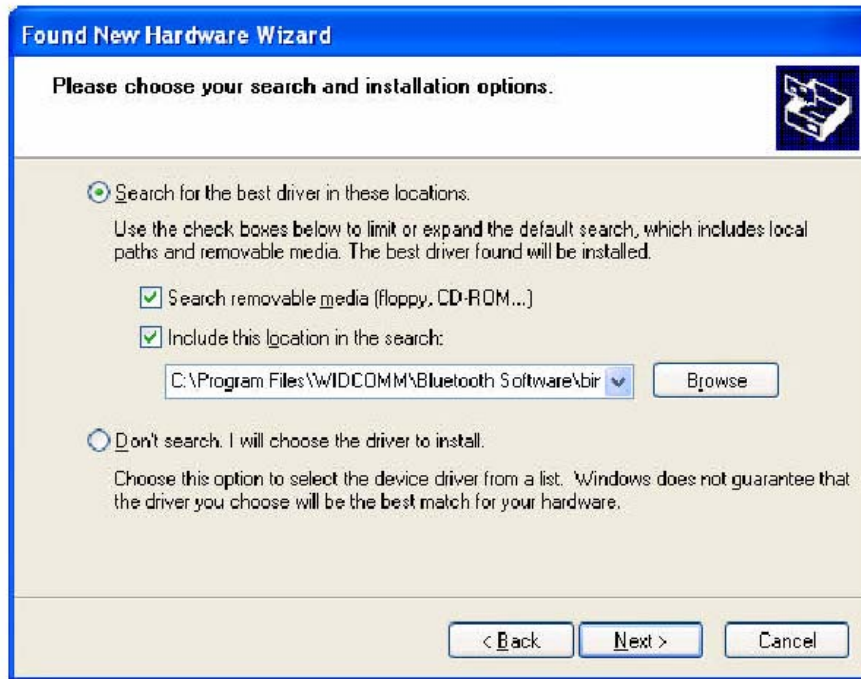 Found New Hardware Wizard
Please choose your search and installation options.
Search for the best driver in these locations.
Use the check boxes below to limit or expand the default search, which includes local
paths and removable media. The best driver found will be installed.
Search removable media (floppy, CD-ROM...)
Include this location in the search:
C:\Program Files\WIDCOMM\Bluetooth Software\bin
Browse
Don't search. I will choose the driver to install.
Choose this option to select the device driver from a list. Windows does not guarantee that
the driver you choose will be the best match for your hardware.
< Back
Next >
Cancel